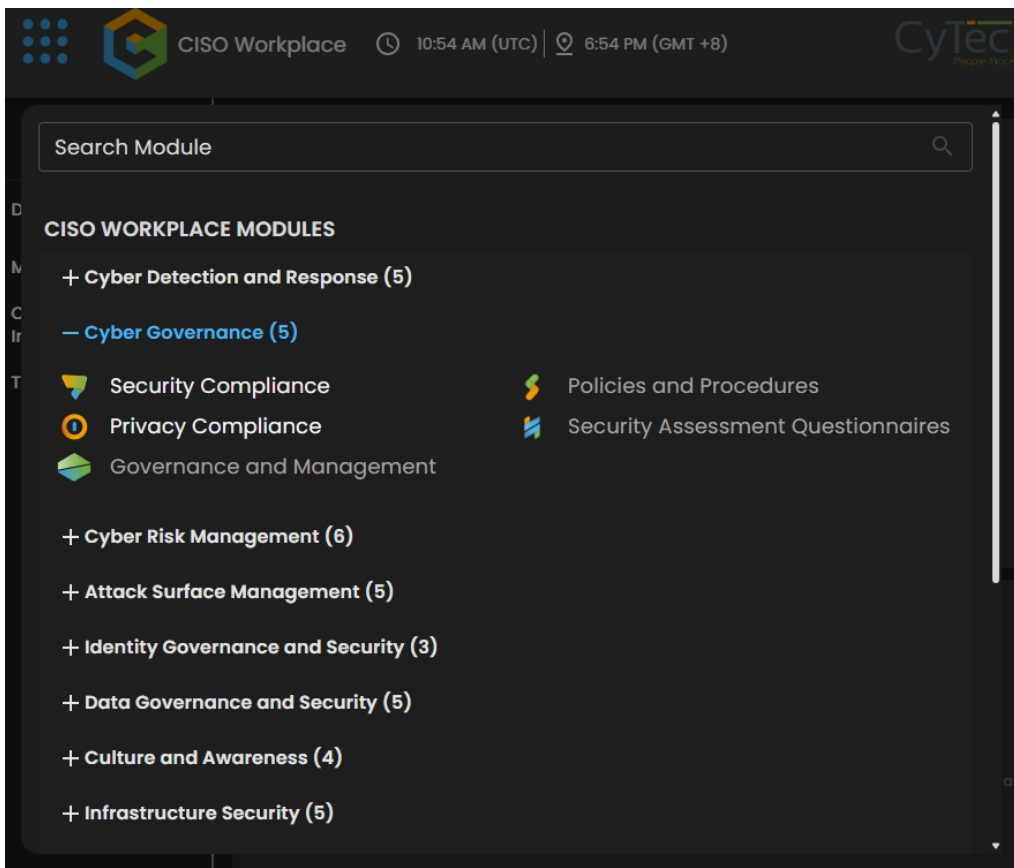 CISO Workplace 10:54 AM (UTC) 6:54 PM (GMT +8) CyTec
Search Module
CISO WORKPLACE MODULES
+ Cyber Detection and Response (5)
— Cyber Governance (5)
Security Compliance Policies and Procedures
Privacy Compliance Security Assessment Questionnaires
Governance and Management
+ Cyber Risk Management (6)
+ Attack Surface Management (5)
+ Identity Governance and Security (3)
+ Data Governance and Security (5)
+ Culture and Awareness (4)
+ Infrastructure Security (5)